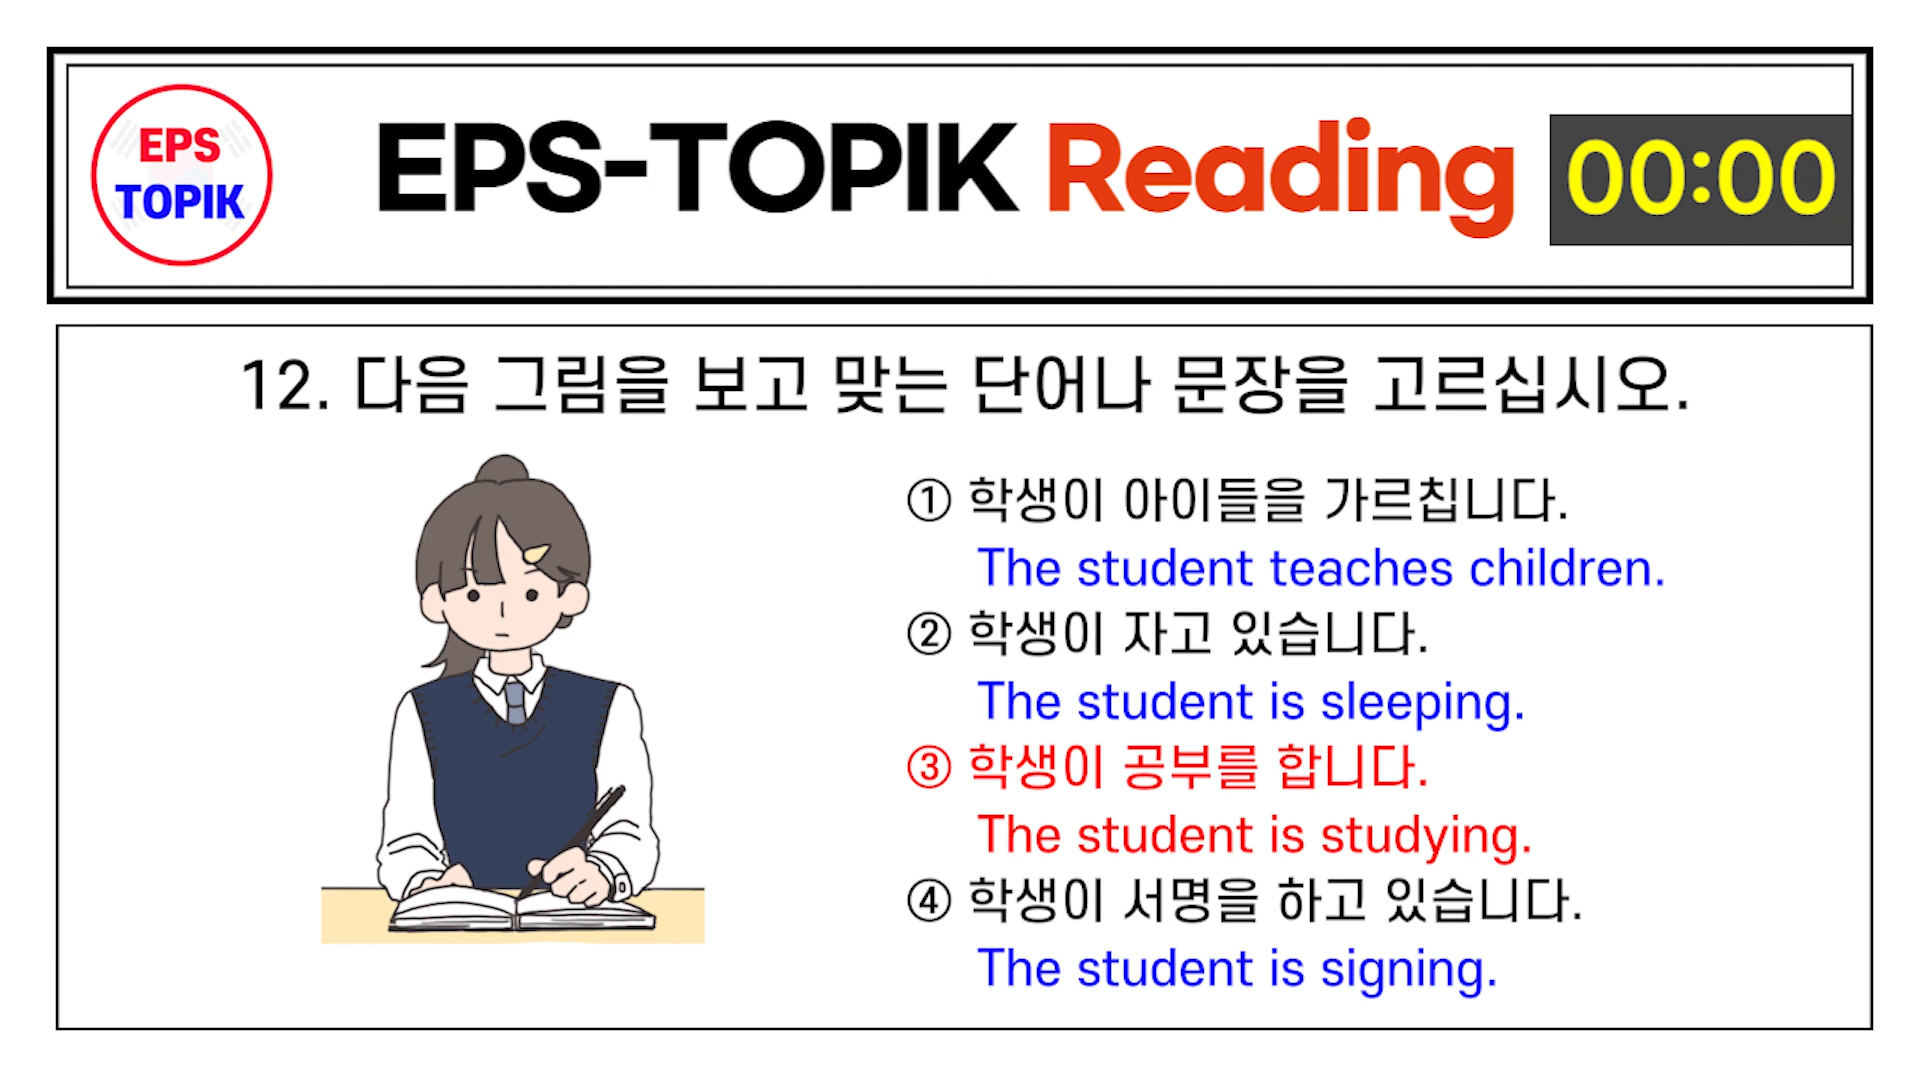 EPS
TOPIK
EPS-TOPIK Reading
00:00
12. 다음 그림을 보고 맞는 단어나 문장을 고르십시오.
① 학생이 아이들을 가르칩니다.
The student teaches children.
② 학생이 자고 있습니다.
The student is sleeping.
③ 학생이 공부를 합니다.
The student is studying.
④ 학생이 서명을 하고 있습니다.
The student is signing.